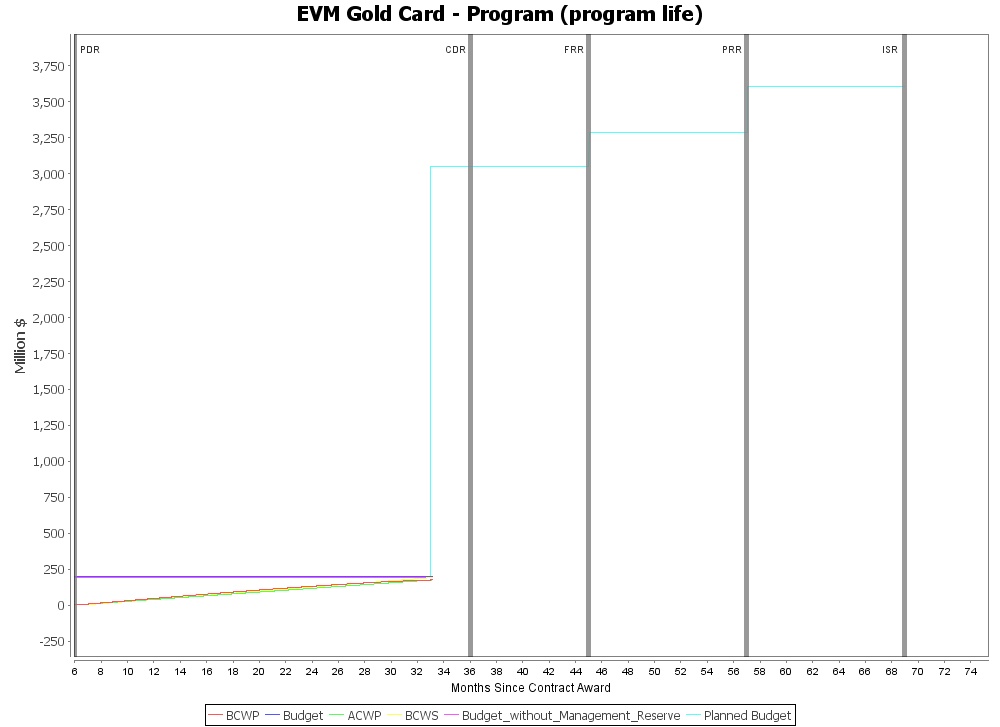 EVM Gold Card - Program (program life)
PDR CDR FRR PRR ISR
3,750
3,500
3,250
3,000
2,750
2,500
2,250
2,000
1,750
1,500
1,250
1,000
750
500
250
0
-250
Million $
6 8 10 12 14 16 18 20 22 24 26 28 30 32 34 36 38 40 42 44 46 48 50 52 54 56 58 60 62 64 66 68 70 72 74
Months Since Contract Award
BCWP Budget ACWP BCWS Budget_without_Management_Reserve Planned Budget